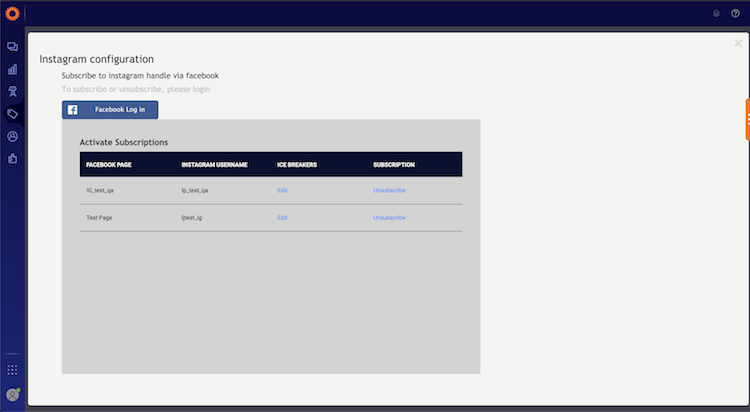 Instagram configuration
Subscribe to instagram handle via facebook
To subscribe or unsubscribe, please login
Facebook Log in
Activate Subscriptions
FACEBOOK PAGE INSTAGRAM USERNAME ICE BREAKERS SUBSCRIPTION
IG_test_qa lp_test_qa Edit Unsubscribe
Test Page ljtest_ig Edit Unsubscribe